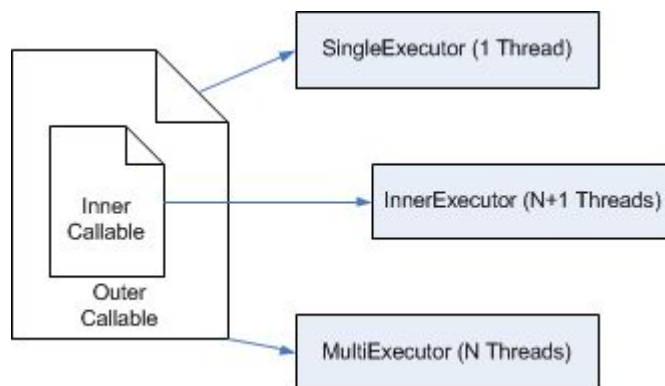 SingleExecutor (1 Thread)
Inner
Callable
InnerExecutor (N+1 Threads)
Outer
Callable
MultiExecutor (N Threads)